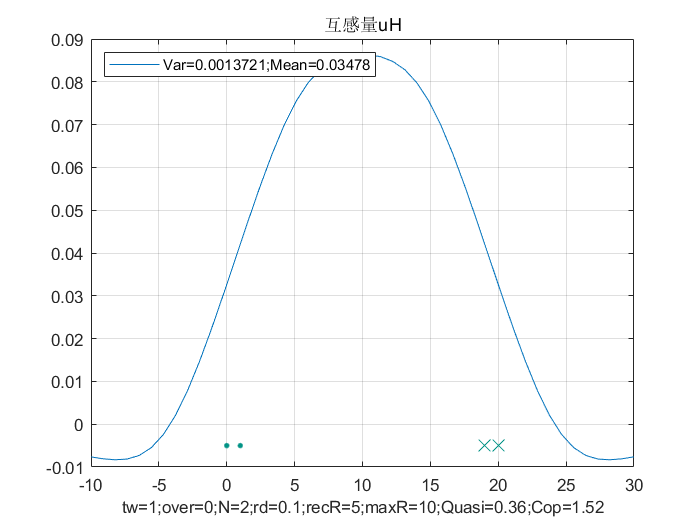 互感量uH
0.09
Var=0.0013721;Mean=0.03478
0.08
0.07
0.06
0.05
0.04
0.03
0.02
0.01
0
-0.01
-10 -5 0 5 10 15 20 25 30
tw=1;over=0;N=2;rd=0.1;recR=5;maxR=10;Quasi=0.36;Cop=1.52